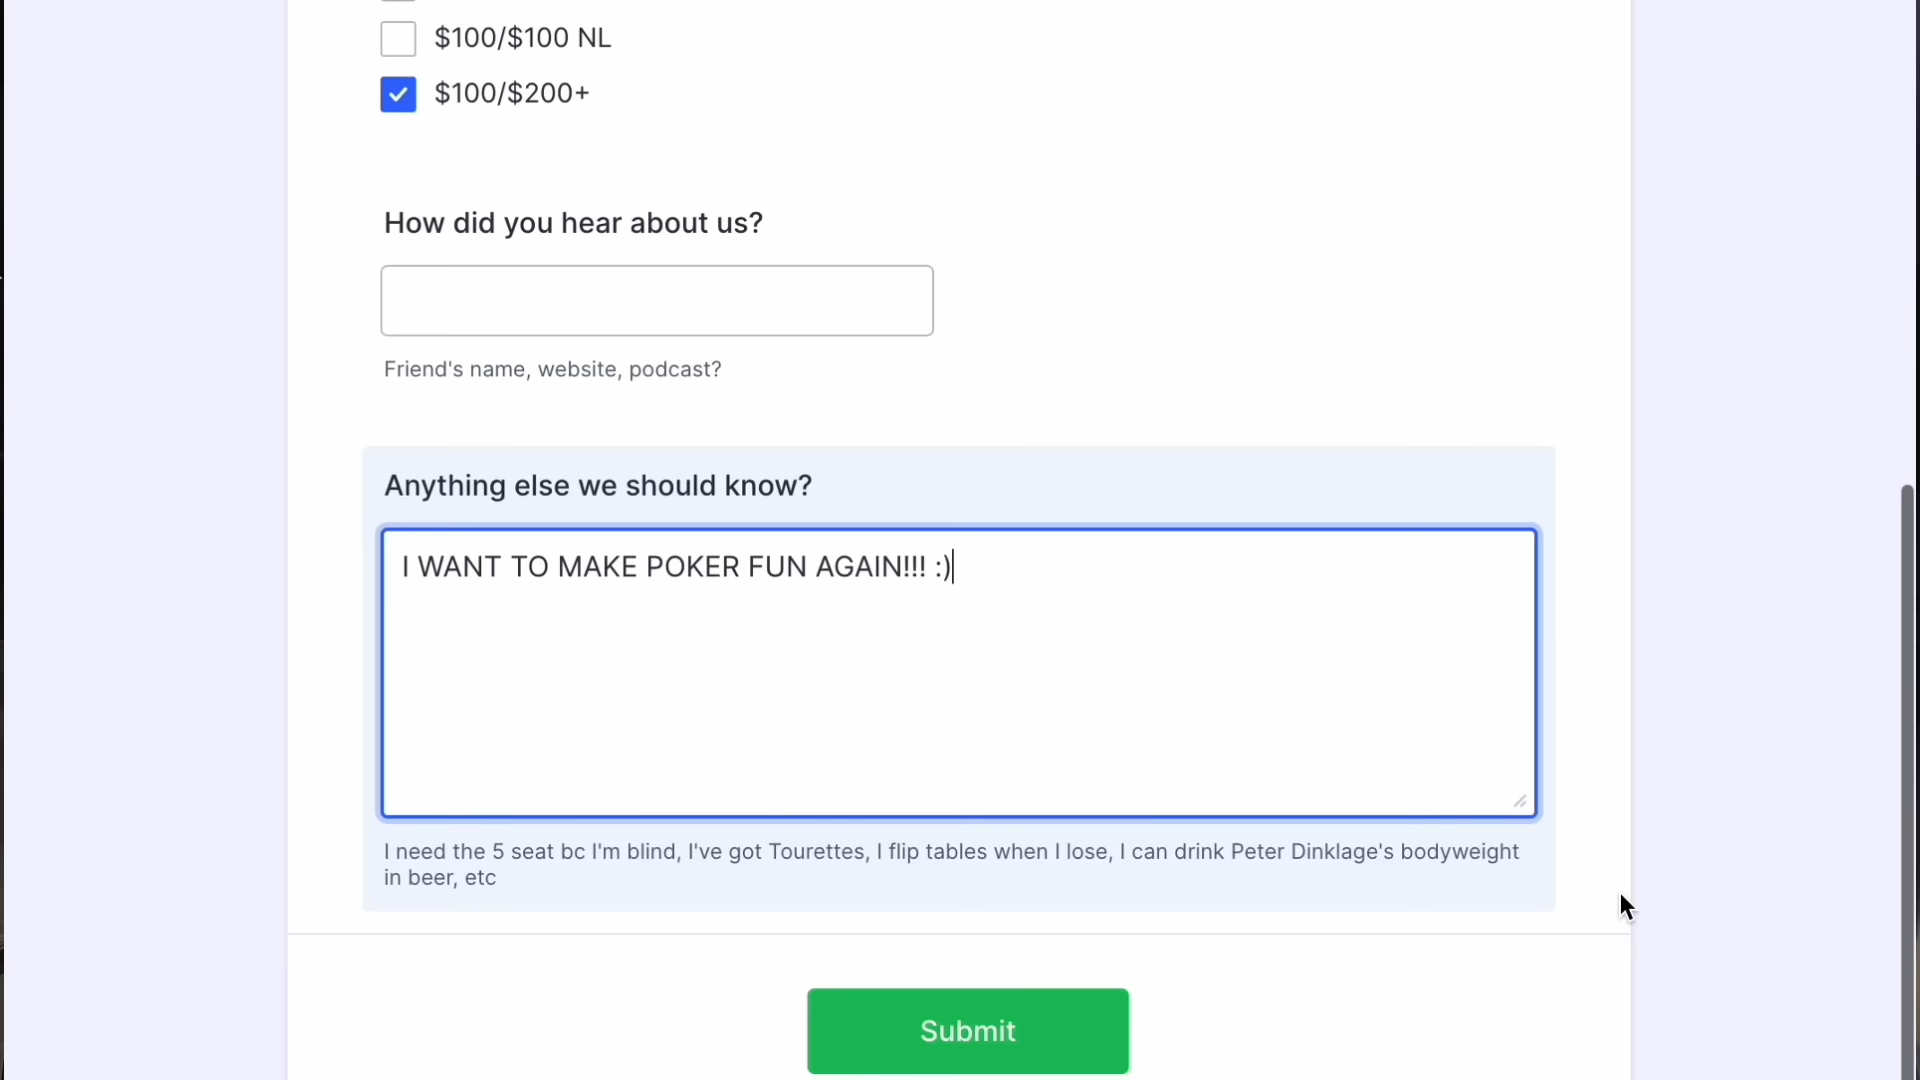 $100/$100 NL
$100/$200+
How did you hear about us?
Friend's name, website, podcast?
Anything else we should know?
I WANT TO MAKE POKER FUN AGAIN!!! :)
I need the 5 seat bc I'm blind, I've got Tourettes, I flip tables when I lose, I can drink Peter Dinklage's bodyweight
in beer, etc
Submit